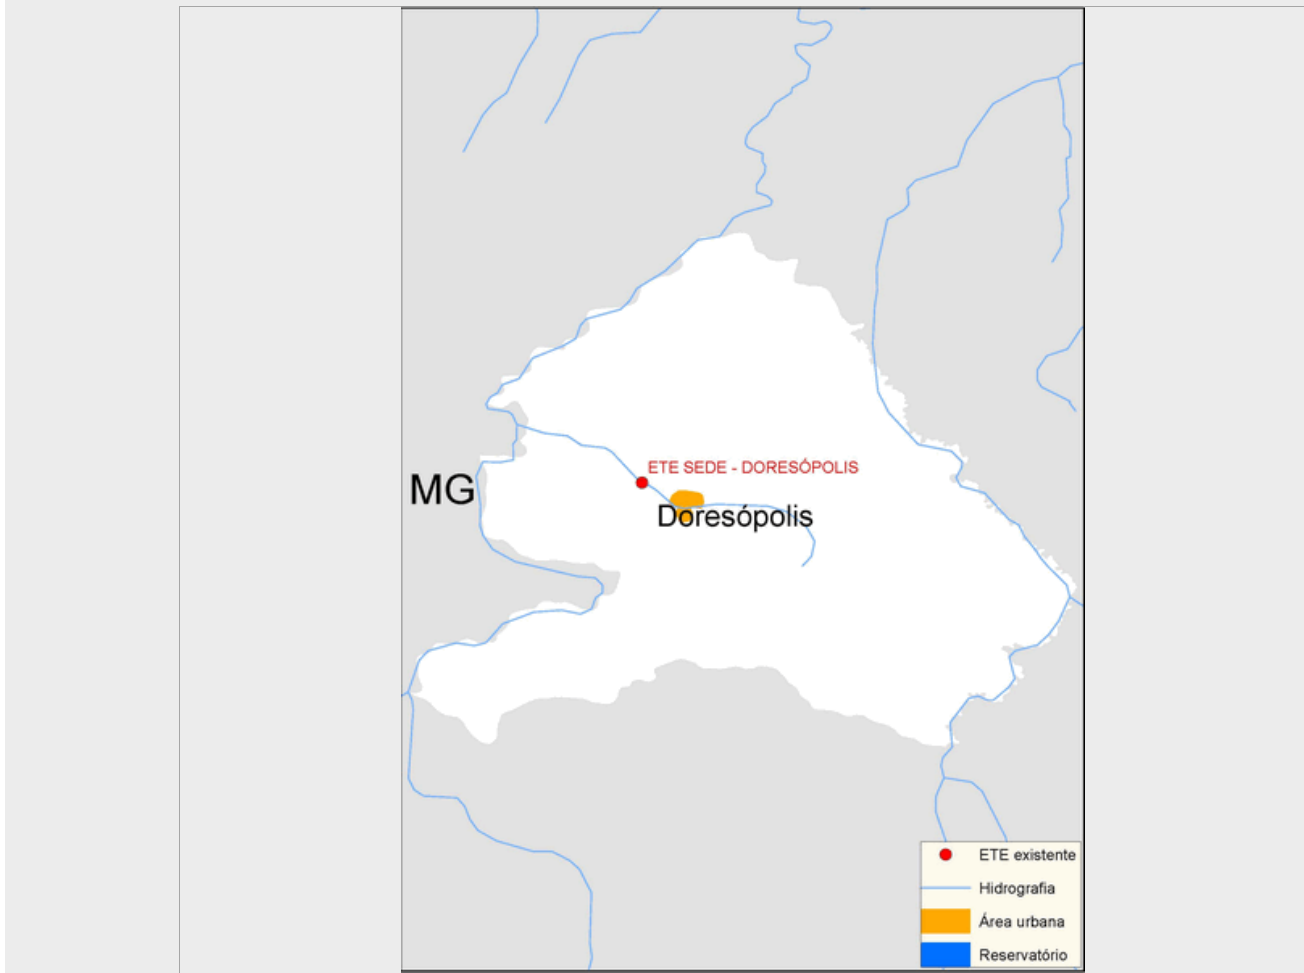 ETE SEDE - DORESÓPOLIS
MG
Doresópolis
ETE existente
Hidrografia
Área urbana
Reservatório